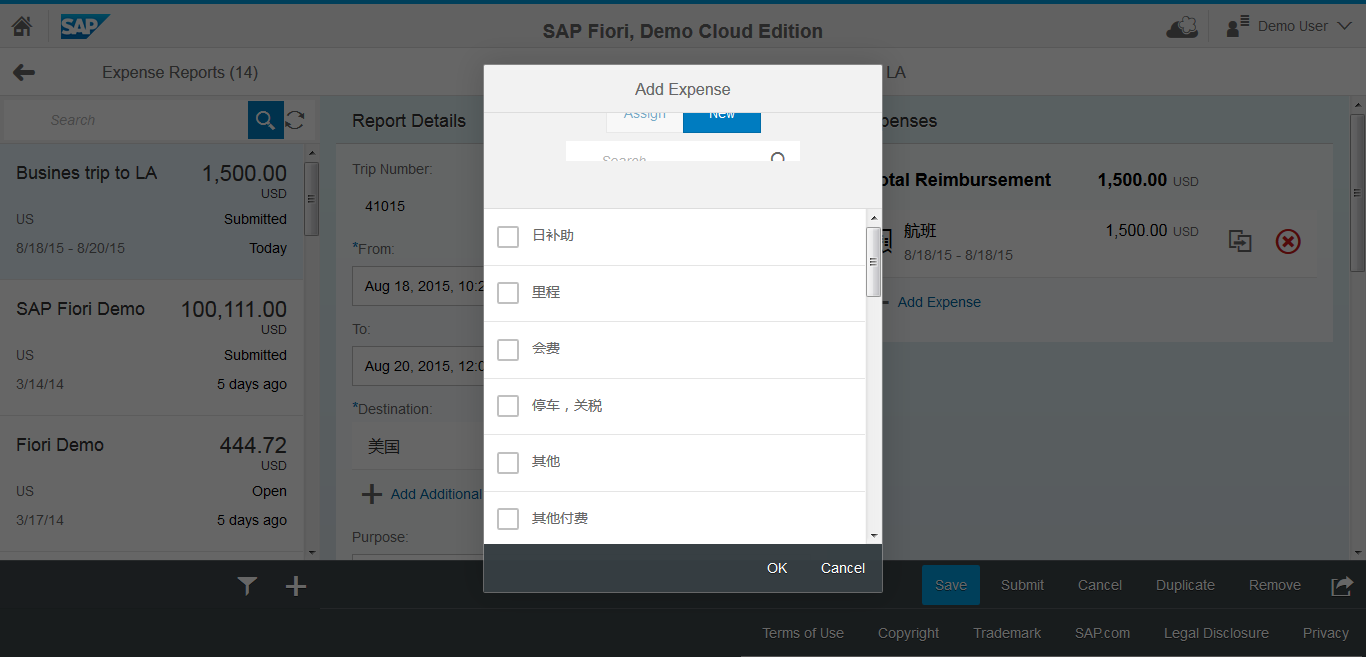 SAP
SAP Fiori, Demo Cloud Edition
Demo User
Expense Reports (14)
LA
Search
Busines trip to LA
1,500.00
USD
US
Submitted
8/18/15 - 8/20/15
Today
SAP Fiori Demo
100,111.00
USD
US
Submitted
3/14/14
5 days ago
Fiori Demo
444.72
USD
US
Open
3/17/14
5 days ago
Report Details
Trip Number:
41015
*From:
Aug 18, 2015, 10:2
To:
Aug 20, 2015, 12:0
*Destination:
美国
Add Additional
Purpose:
Add Expense
Assign
New
Search
日补助
里程
会费
停车，关税
其他
其他付费
OK
Cancel
penses
otal Reimbursement
1,500.00 USD
航班
1,500.00 USD
8/18/15 - 8/18/15
Add Expense
Save
Submit
Cancel
Duplicate
Remove
Terms of Use
Copyright
Trademark
SAP.com
Legal Disclosure
Privacy